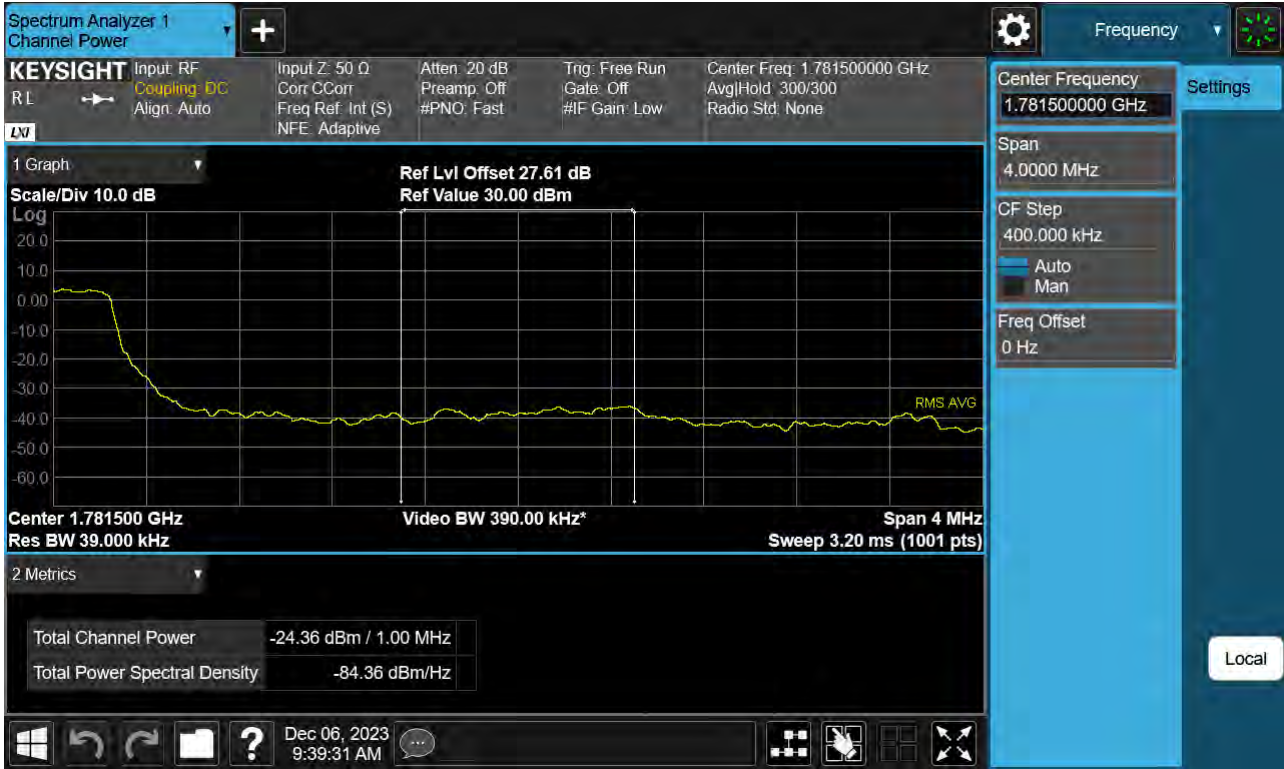 Spectrum Analyzer 1
Channel Power
+
Frequency
KEYSIGHT
R L
LXI
Input: RF
Coupling: DC
Align: Auto
Input Z: 50 Ω
Corr CCorr
Freq Ref: Int (S)
NFE: Adaptive
Atten: 20 dB
Preamp: Off
#PNO: Fast
Trig: Free Run
Gate: Off
#IF Gain: Low
Center Freq: 1.781500000 GHz
Avg|Hold: 300/300
Radio Std: None
Center Frequency
1.781500000 GHz
Settings
Span
4.0000 MHz
CF Step
400.000 kHz
Auto
Man
Freq Offset
0 Hz
1 Graph
Scale/Div 10.0 dB
Ref Lvl Offset 27.61 dB
Ref Value 30.00 dBm
Log
20.0
10.0
0.00
-10.0
-20.0
-30.0
-40.0
-50.0
-60.0
RMS AVG
Center 1.781500 GHz
Res BW 39.000 kHz
Video BW 390.00 kHz*
Span 4 MHz
Sweep 3.20 ms (1001 pts)
2 Metrics
Total Channel Power -24.36 dBm / 1.00 MHz
Total Power Spectral Density -84.36 dBm/Hz
Local
?
Dec 06, 2023
9:39:31 AM